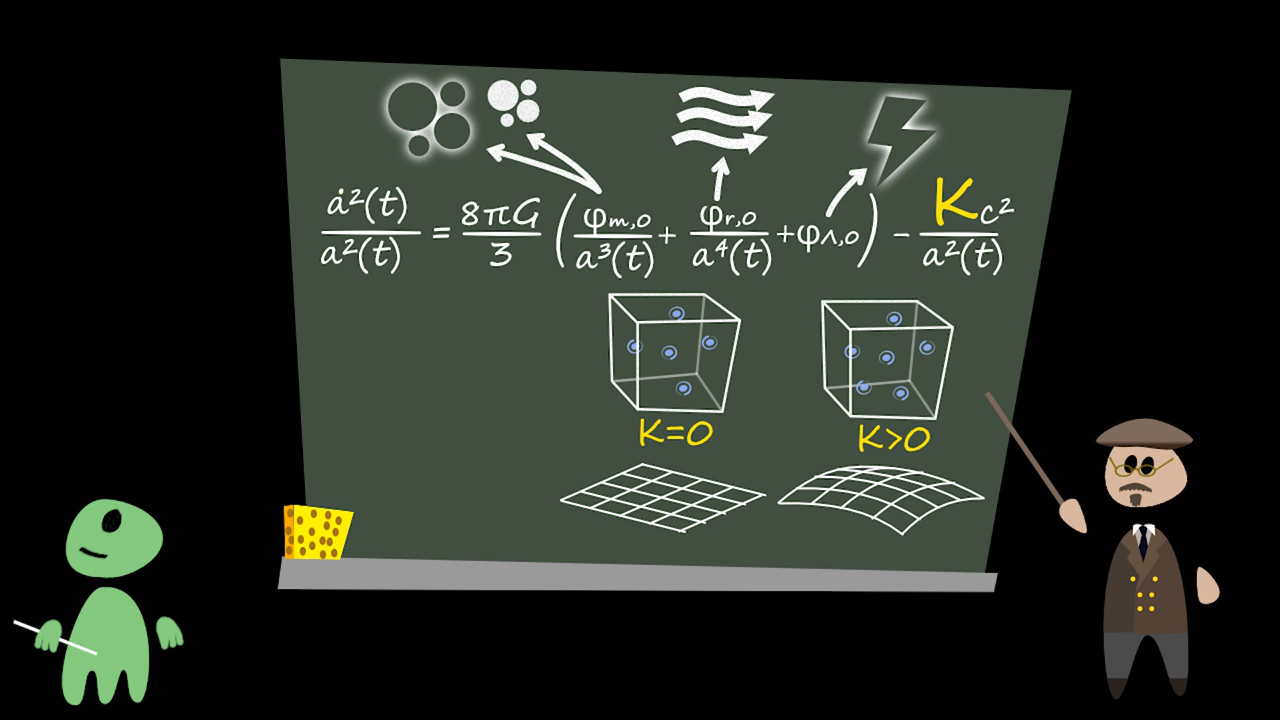 ȧ²(t)/a²(t) = 8πG/3 (φm,0/a³(t) + φr,0/a⁴(t) + φΛ,0) − Kc²/a²(t)
K=0 K>0